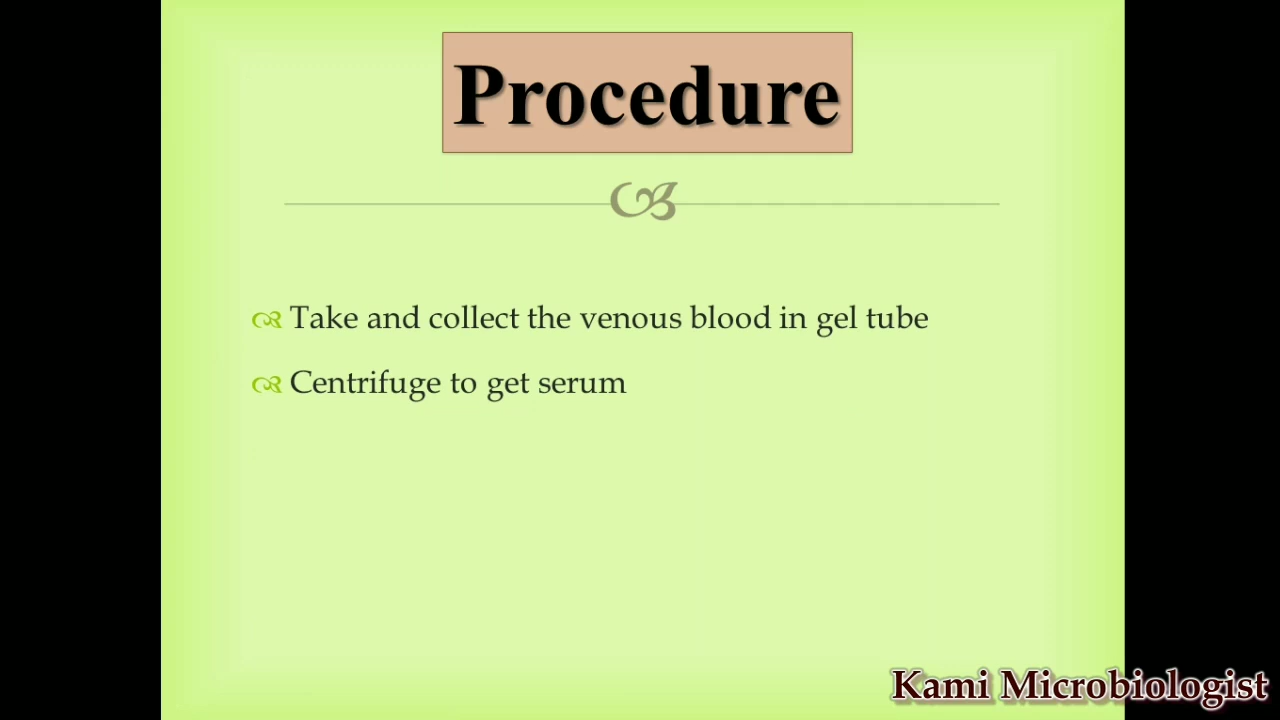 Procedure
Take and collect the venous blood in gel tube
Centrifuge to get serum
Kami Microbiologist